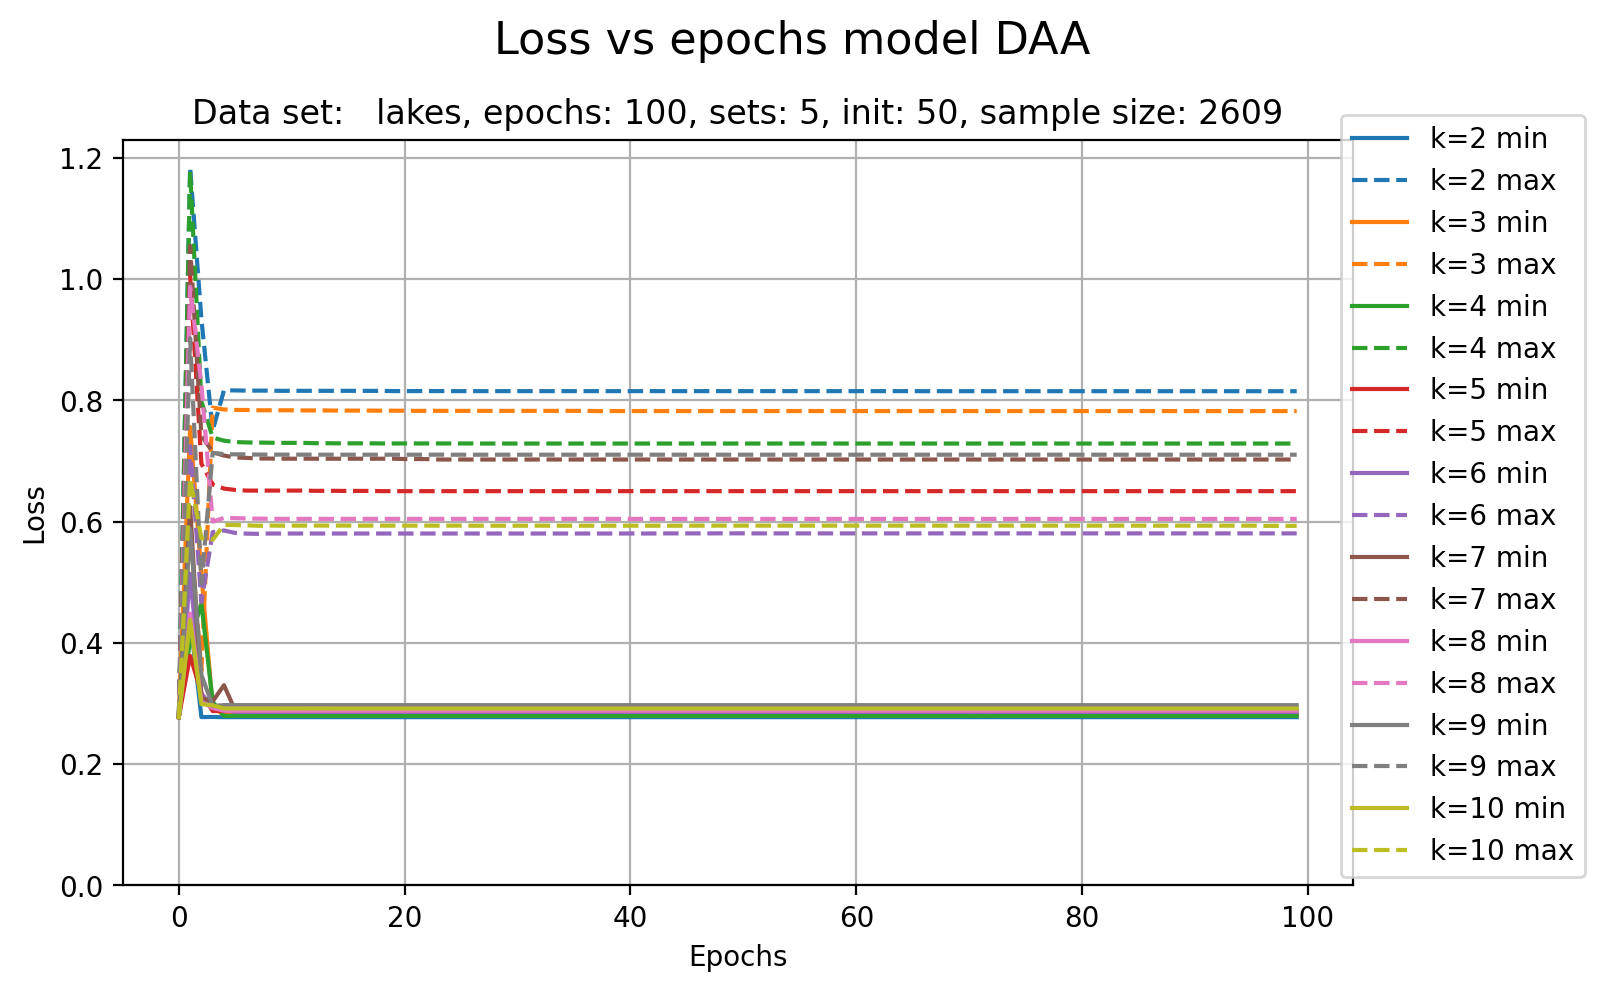 Loss vs epochs model DAA
Data set:   lakes, epochs: 100, sets: 5, init: 50, sample size: 2609
Loss
1.2
1.0
0.8
0.6
0.4
0.2
0.0
0 20 40 60 80 100
Epochs
k=2 min
k=2 max
k=3 min
k=3 max
k=4 min
k=4 max
k=5 min
k=5 max
k=6 min
k=6 max
k=7 min
k=7 max
k=8 min
k=8 max
k=9 min
k=9 max
k=10 min
k=10 max